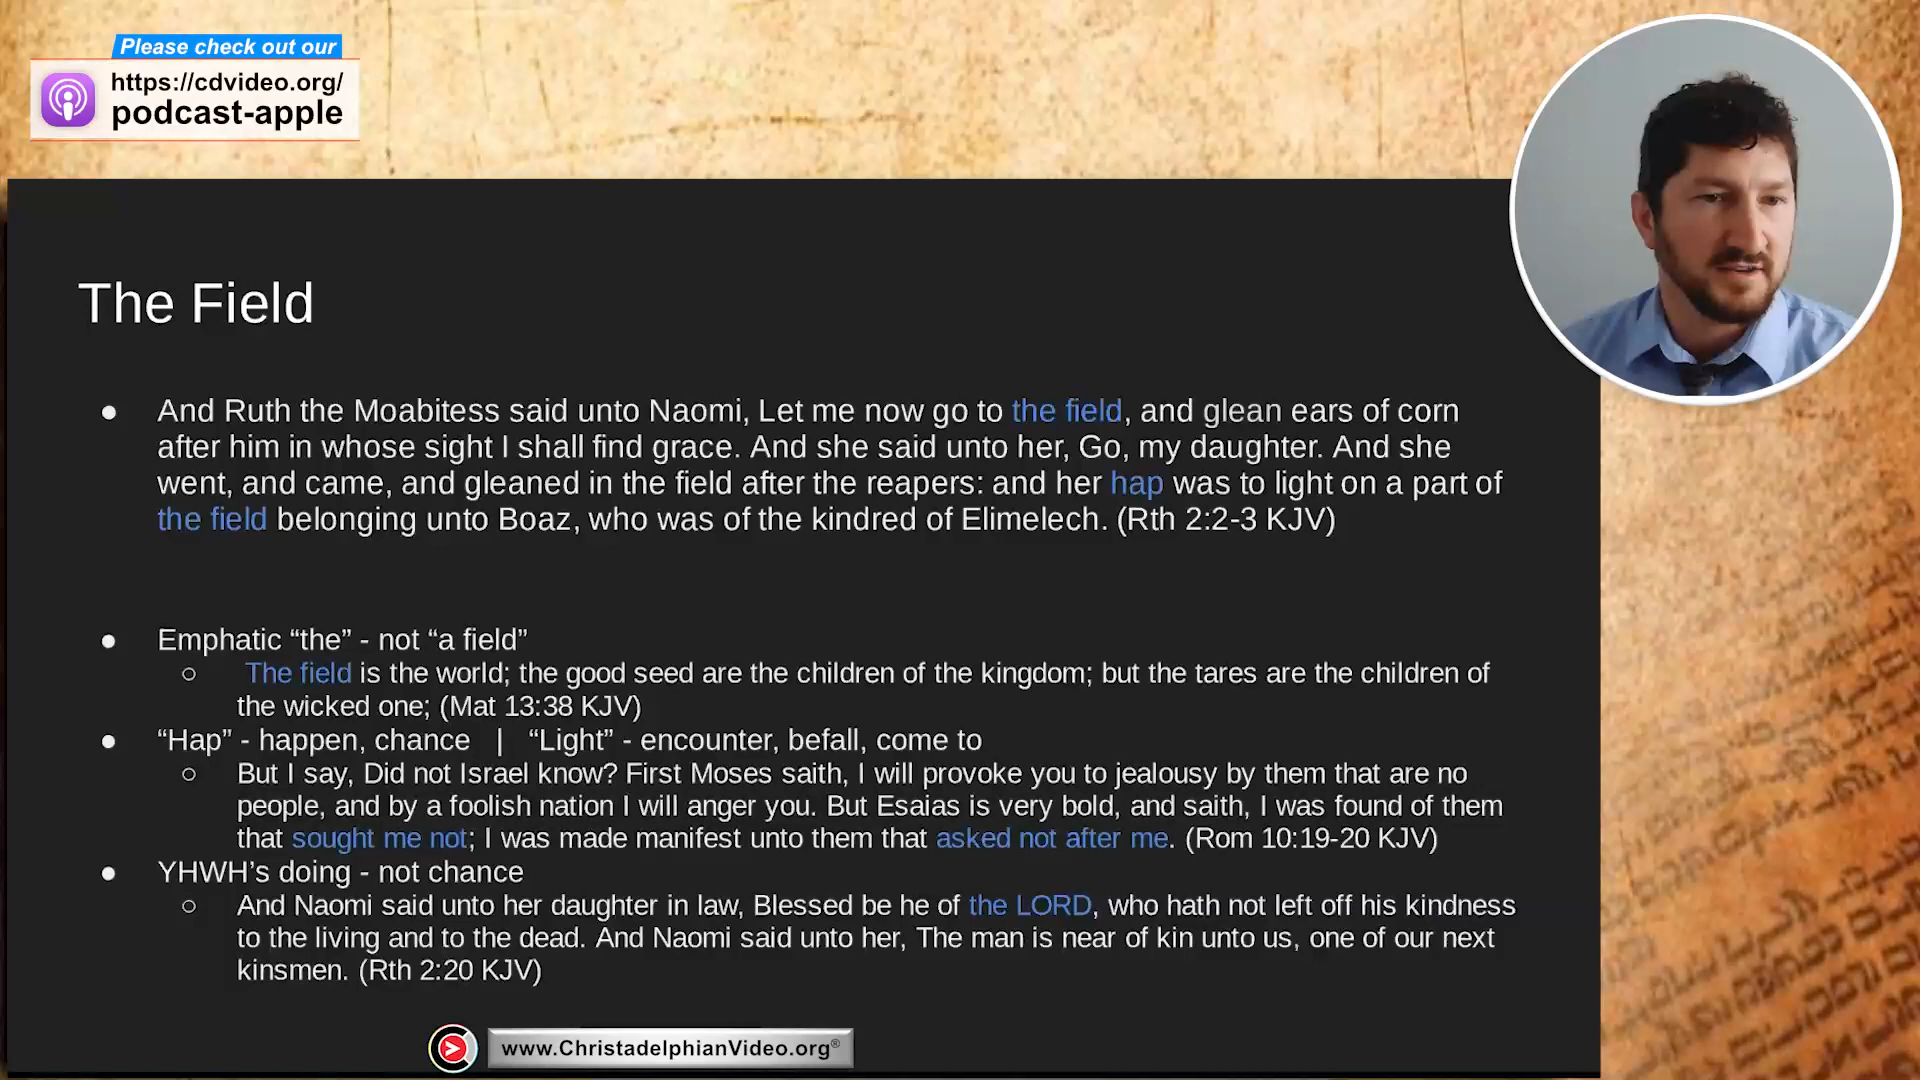 Please check out our
https://cdvideo.org/
podcast-apple
The Field
● And Ruth the Moabitess said unto Naomi, Let me now go to the field, and glean ears of corn
after him in whose sight I shall find grace. And she said unto her, Go, my daughter. And she
went, and came, and gleaned in the field after the reapers: and her hap was to light on a part of
the field belonging unto Boaz, who was of the kindred of Elimelech. (Rth 2:2-3 KJV)
● Emphatic “the” - not “a field”
○ The field is the world; the good seed are the children of the kingdom; but the tares are the children of
the wicked one; (Mat 13:38 KJV)
● “Hap” - happen, chance | “Light” - encounter, befall, come to
○ But I say, Did not Israel know? First Moses saith, I will provoke you to jealousy by them that are no
people, and by a foolish nation I will anger you. But Esaias is very bold, and saith, I was found of them
that sought me not; I was made manifest unto them that asked not after me. (Rom 10:19-20 KJV)
● YHWH’s doing - not chance
○ And Naomi said unto her daughter in law, Blessed be he of the LORD, who hath not left off his kindness
to the living and to the dead. And Naomi said unto her, The man is near of kin unto us, one of our next
kinsmen. (Rth 2:20 KJV)
www.ChristadelphianVideo.org®